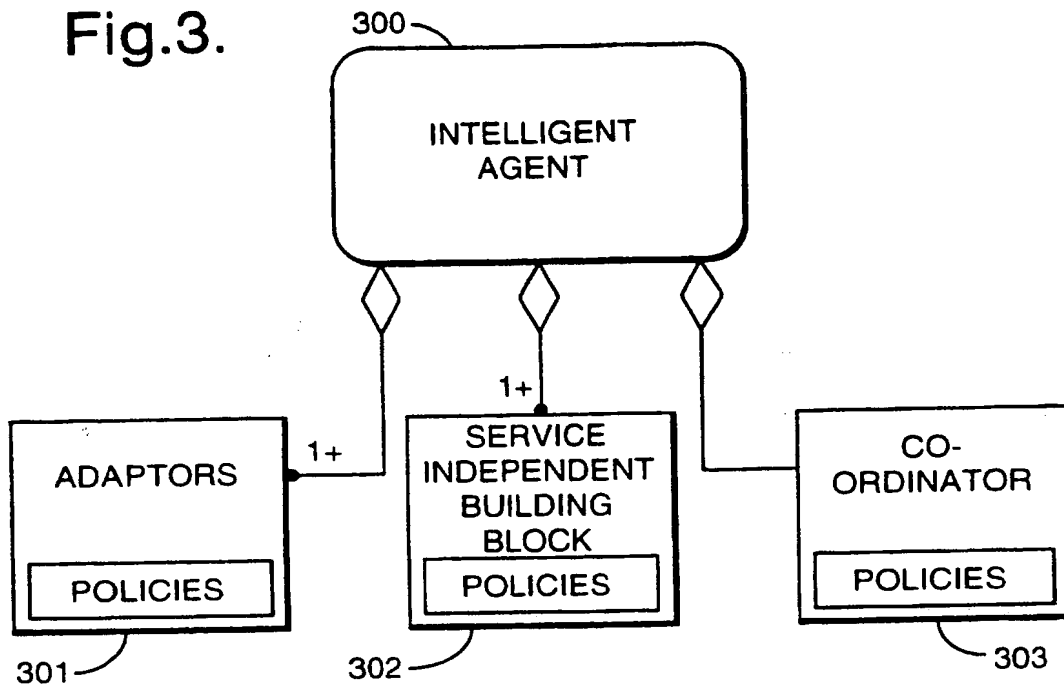 Fig.3.
300
INTELLIGENT
AGENT
1+
1+
ADAPTORS
POLICIES
301
SERVICE
INDEPENDENT
BUILDING
BLOCK
POLICIES
302
CO-
ORDINATOR
POLICIES
303